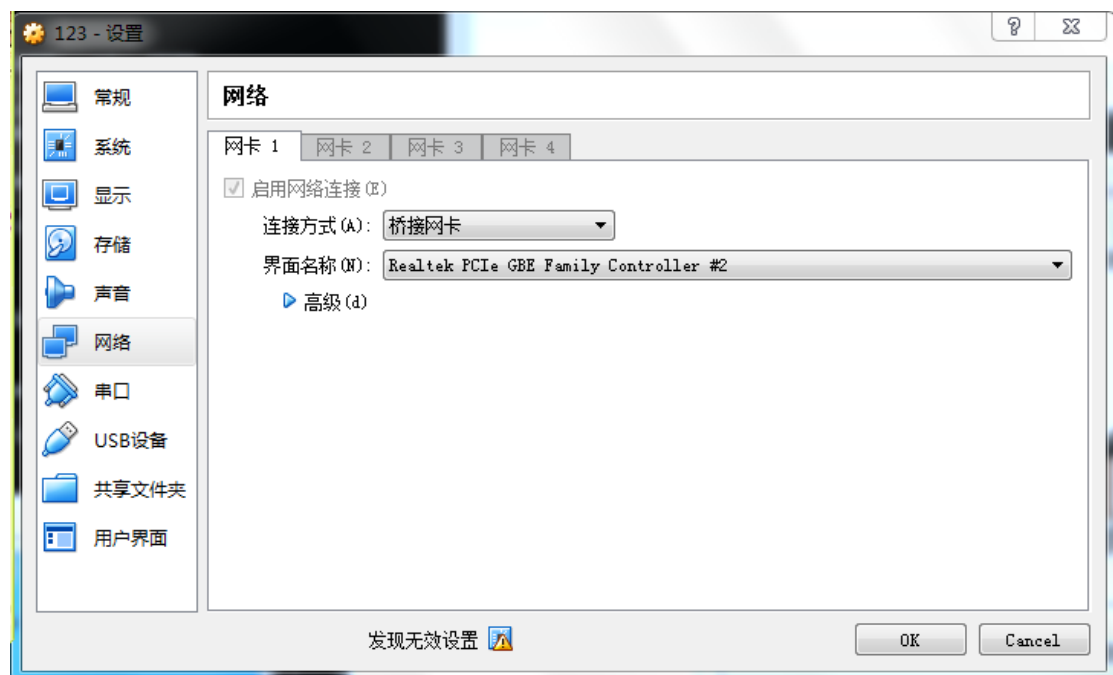 123 - 设置
常规
系统
显示
存储
声音
网络
串口
USB设备
共享文件夹
用户界面
网络
网卡 1 网卡 2 网卡 3 网卡 4
启用网络连接(E)
连接方式(A): 桥接网卡
界面名称(N): Realtek PCIe GBE Family Controller #2
高级(d)
发现无效设置
OK Cancel